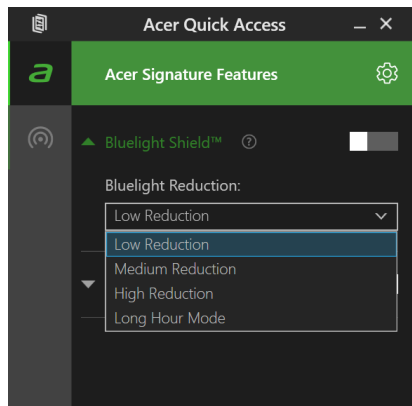 Acer Quick Access
a
Acer Signature Features
Bluelight Shield™ ?
Bluelight Reduction:
Low Reduction
Low Reduction
Medium Reduction
High Reduction
Long Hour Mode